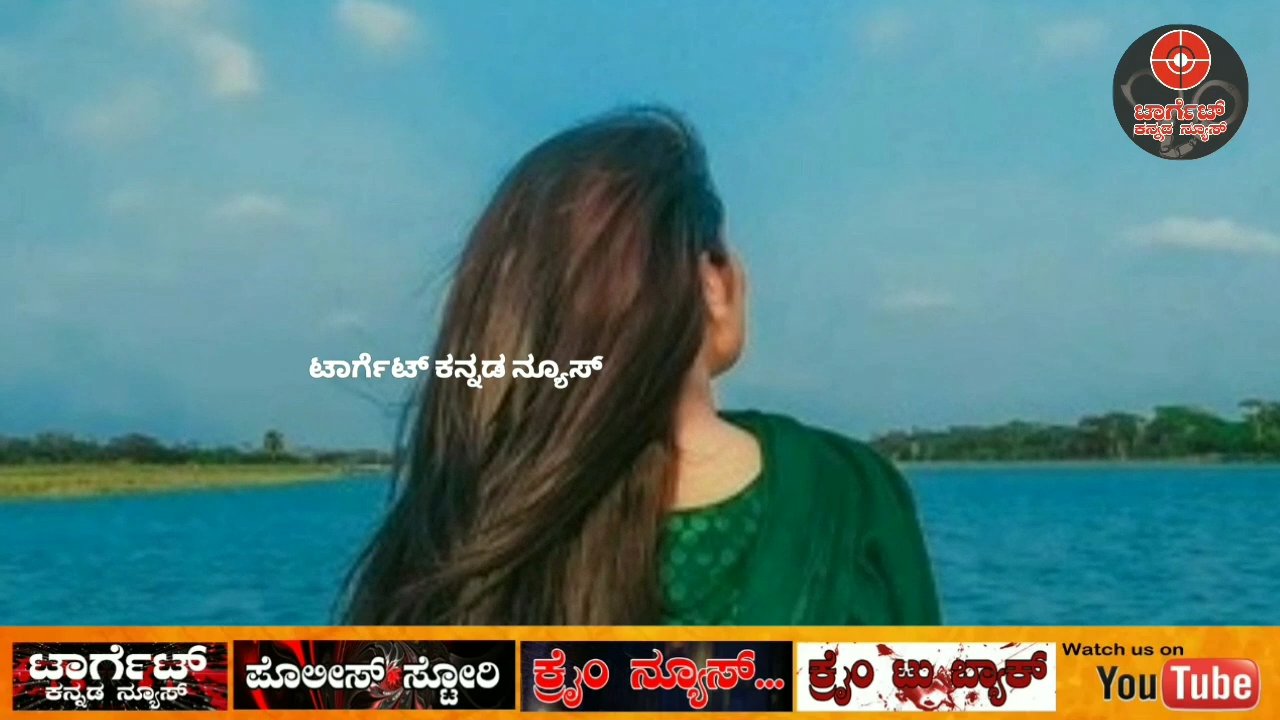 ಟಾರ್ಗೆಟ್
ಕನ್ನಡ ನ್ಯೂಸ್
ಟಾರ್ಗೆಟ್ ಕನ್ನಡ ನ್ಯೂಸ್
ಟಾರ್ಗೆಟ್
ಕನ್ನಡ ನ್ಯೂಸ್
ಪೊಲೀಸ್ ಸ್ಟೋರಿ
ಕ್ರೈಂ ನ್ಯೂಸ್...
ಕ್ರೈಂ ಟು ಬ್ಯಾಕ್
Watch us on
YouTube